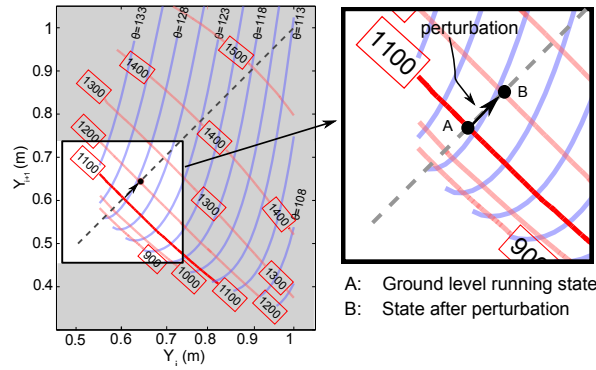 θ=133
θ=128
θ=123
θ=118
θ=113
1
0.9
0.8
0.7
0.6
0.5
0.4
Y_i+1 (m)
1300
1400
1500
1200
1100
1400
1300
1400
θ=108
900
1000
1100
1200
1300
0.5
0.6
0.7
0.8
0.9
1
Y_i (m)
1100
perturbation
A
B
900
A: Ground level running state
B: State after perturbation